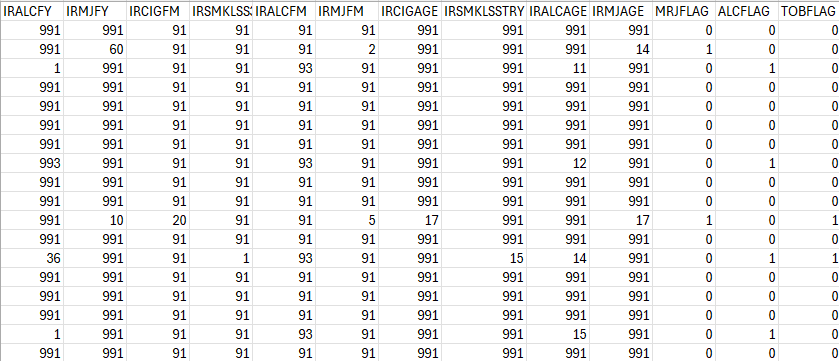 IRALCFY IRMJFY IRCIGFM IRSMKLSS IRALCFM IRMJFM IRCIGAGE IRSMKLSSTRY IRALCAGE IRMJAGE MRJFLAG ALCFLAG TOBFLAG
991 991 91 91 91 91 991 991 991 991 0 0 0
991 60 91 91 91 2 991 991 991 14 1 0 0
1 991 91 91 93 91 991 991 11 991 0 1 0
991 991 91 91 91 91 991 991 991 991 0 0 0
991 991 91 91 91 91 991 991 991 991 0 0 0
991 991 91 91 91 91 991 991 991 991 0 0 0
991 991 91 91 91 91 991 991 991 991 0 0 0
993 991 91 91 93 91 991 991 12 991 0 1 0
991 991 91 91 91 91 991 991 991 991 0 0 0
991 991 91 91 91 91 991 991 991 991 0 0 0
991 10 20 91 91 5 17 991 991 17 1 0 1
991 991 91 91 91 91 991 991 991 991 0 0 0
36 991 91 1 93 91 991 15 14 991 0 1 1
991 991 91 91 91 91 991 991 991 991 0 0 0
991 991 91 91 91 91 991 991 991 991 0 0 0
991 991 91 91 91 91 991 991 991 991 0 0 0
1 991 91 91 93 91 991 991 15 991 0 1 0
991 991 91 91 91 91 991 991 991 991 0 0 0